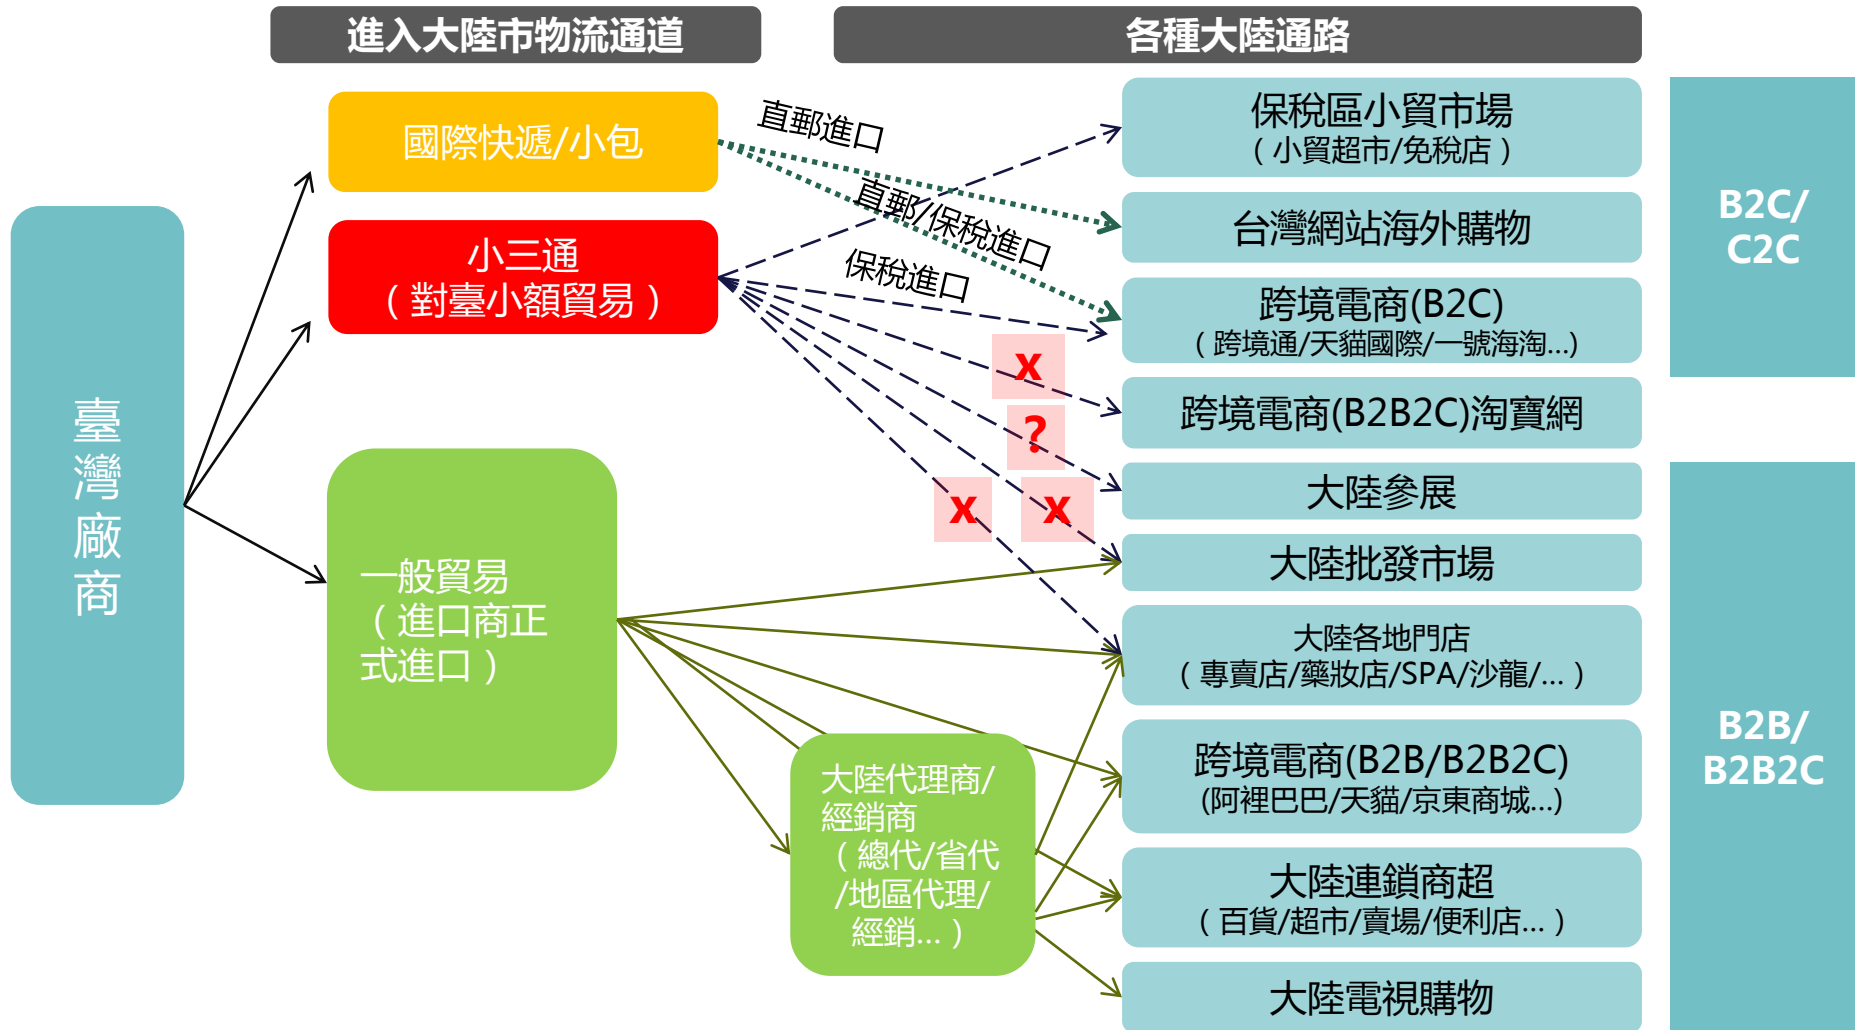 進入大陸市物流通道
各種大陸通路
臺
灣
廠
商
國際快遞/小包
小三通
（對臺小額貿易）
一般貿易
（進口商正
式進口）
直郵進口
直郵/保稅進口
保稅進口
x
?
x
x
大陸代理商/
經銷商
（總代/省代
/地區代理/
經銷...）
保稅區小貿市場
（小貿超市/免稅店）
台灣網站海外購物
跨境電商(B2C)
（跨境通/天貓國際/一號海淘...)
跨境電商(B2B2C)淘寶網
大陸參展
大陸批發市場
大陸各地門店
（專賣店/藥妝店/SPA/沙龍/...）
跨境電商(B2B/B2B2C)
(阿裡巴巴/天貓/京東商城...)
大陸連鎖商超
（百貨/超市/賣場/便利店...）
大陸電視購物
B2C/
C2C
B2B/
B2B2C